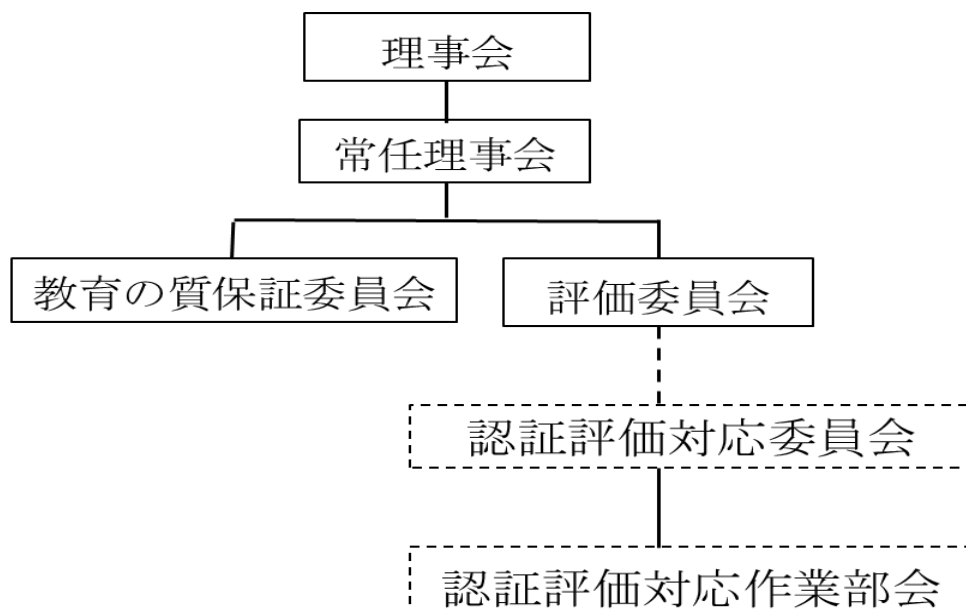 理事会
常任理事会
教育の質保証委員会
評価委員会
認証評価対応委員会
認証評価対応作業部会